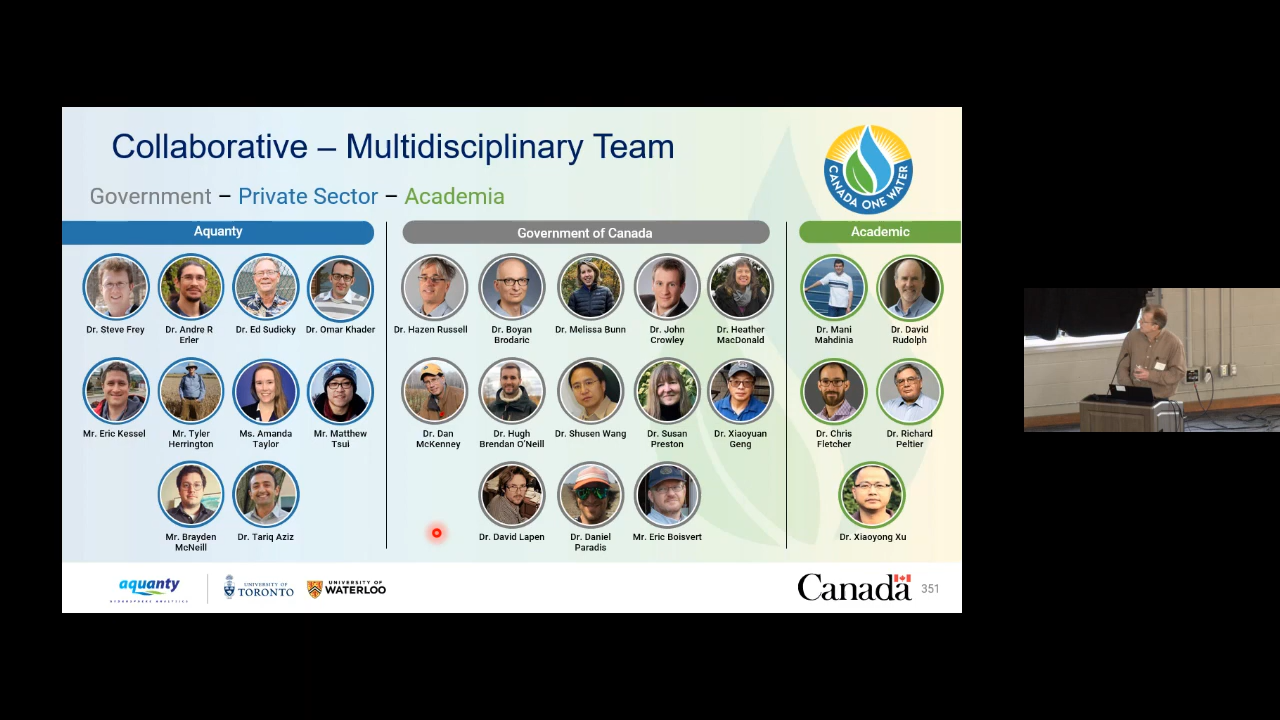 Collaborative – Multidisciplinary Team
Government – Private Sector – Academia
CANADA ONE WATER
Aquanty
Government of Canada
Academic
Dr. Steve Frey
Dr. Andre R
Erler
Dr. Ed Sudicky
Dr. Omar Khader
Dr. Hazen Russell
Dr. Boyan
Brodaric
Dr. Melissa Bunn
Dr. John
Crowley
Dr. Heather
MacDonald
Dr. Mani
Mahdinia
Dr. David
Rudolph
Mr. Eric Kessel
Mr. Tyler
Herrington
Ms. Amanda
Taylor
Mr. Matthew
Tsui
Dr. Dan
McKenney
Dr. Hugh
Brendan O'Neill
Dr. Shusen Wang
Dr. Susan
Preston
Dr. Xiaoyuan
Geng
Dr. Chris
Fletcher
Dr. Richard
Peltier
Mr. Brayden
McNeill
Dr. Tariq Aziz
Dr. David Lapen
Dr. Daniel
Paradis
Mr. Eric Boisvert
Dr. Xiaoyong Xu
aquanty
HYDROSPHERE ANALYTICS
UNIVERSITY OF
TORONTO
UNIVERSITY OF
WATERLOO
Canada
351